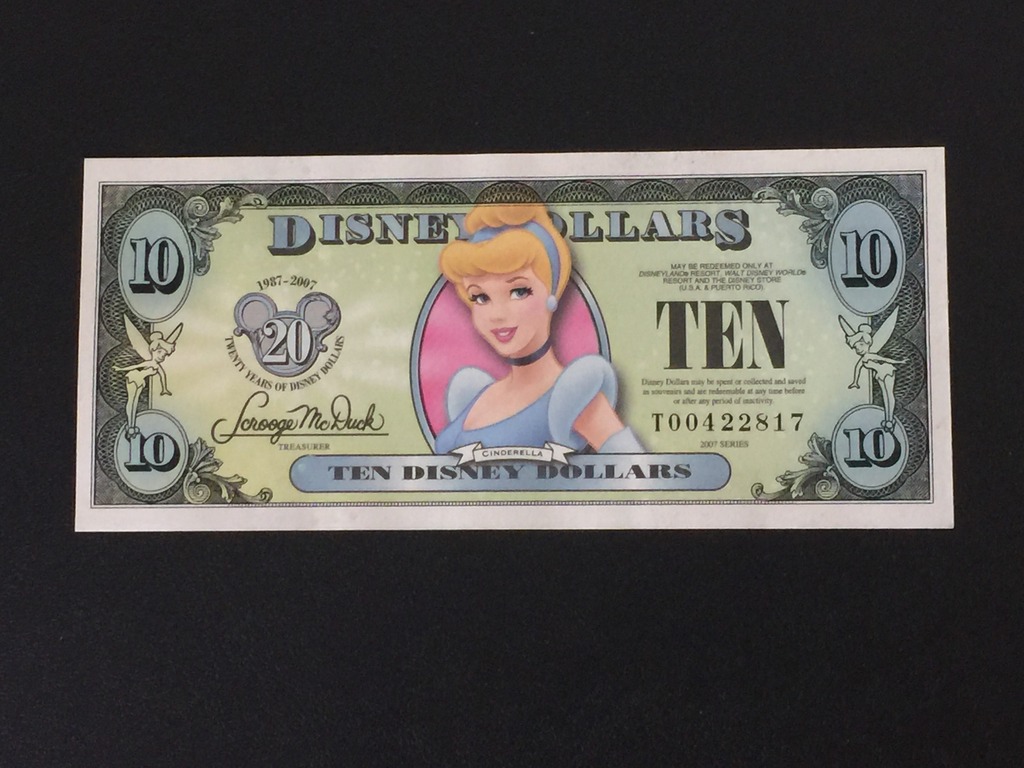 DISNEY DOLLARS
10
10
1987-2007
20
TWENTY YEARS OF DISNEY DOLLARS
MAY BE REDEEMED ONLY AT
DISNEYLAND® RESORT, WALT DISNEY WORLD®
RESORT AND THE DISNEY STORE
(U.S.A. & PUERTO RICO)
TEN
Disney Dollars may be spent or collected and saved
as souvenirs and are redeemable at any time before
or after any period of inactivity.
Scrooge McDuck
TREASURER
T00422817
2007 SERIES
10
10
CINDERELLA
TEN DISNEY DOLLARS